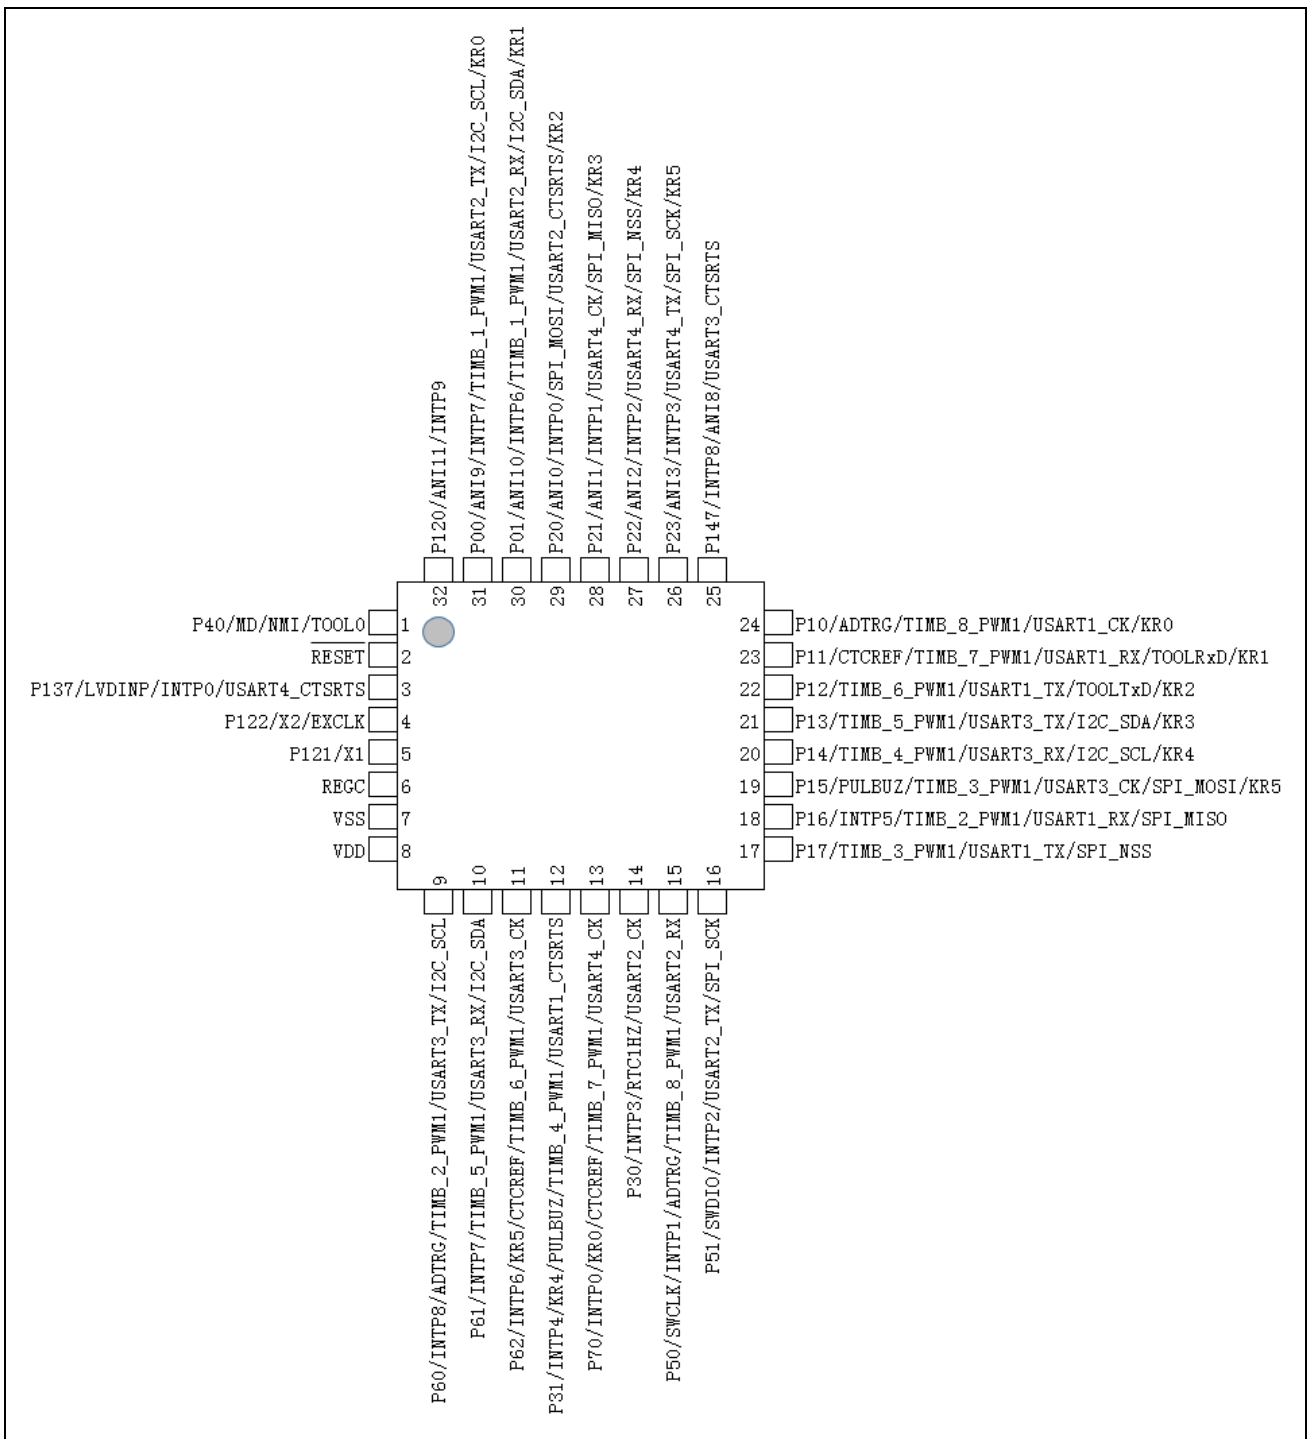 P120/ANI11/INTP9
P00/ANI9/INTP7/TIMB_1_PWM1/USART2_TX/I2C_SCL/KR0
P01/ANI10/INTP6/TIMB_1_PWM1/USART2_RX/I2C_SDA/KR1
P20/ANI0/INTP0/SPI_MOSI/USART2_CTSRTS/KR2
P21/ANI1/INTP1/USART4_CK/SPI_MISO/KR3
P22/ANI2/INTP2/USART4_RX/SPI_NSS/KR4
P23/ANI3/INTP3/USART4_TX/SPI_SCK/KR5
P147/INTP8/ANI8/USART3_CTSRTS
32
31
30
29
28
27
26
25
P40/MD/NMI/TOOL0 1
RESET 2
P137/LVDINP/INTP0/USART4_CTSRTS 3
P122/X2/EXCLK 4
P121/X1 5
REGC 6
VSS 7
VDD 8
24 P10/ADTRG/TIMB_8_PWM1/USART1_CK/KR0
23 P11/CTCREF/TIMB_7_PWM1/USART1_RX/TOOLRxD/KR1
22 P12/TIMB_6_PWM1/USART1_TX/TOOLTxD/KR2
21 P13/TIMB_5_PWM1/USART3_TX/I2C_SDA/KR3
20 P14/TIMB_4_PWM1/USART3_RX/I2C_SCL/KR4
19 P15/PULBUZ/TIMB_3_PWM1/USART3_CK/SPI_MOSI/KR5
18 P16/INTP5/TIMB_2_PWM1/USART1_RX/SPI_MISO
17 P17/TIMB_3_PWM1/USART1_TX/SPI_NSS
9
10
11
12
13
14
15
16
P60/INTP8/ADTRG/TIMB_2_PWM1/USART3_TX/I2C_SCL
P61/INTP7/TIMB_5_PWM1/USART3_RX/I2C_SDA
P62/INTP6/KR5/CTCREF/TIMB_6_PWM1/USART3_CK
P31/INTP4/KR4/PULBUZ/TIMB_4_PWM1/USART1_CTSRTS
P70/INTP0/KR0/CTCREF/TIMB_7_PWM1/USART4_CK
P30/INTP3/RTC1HZ/USART2_CK
P50/SWCLK/INTP1/ADTRG/TIMB_8_PWM1/USART2_RX
P51/SWDIO/INTP2/USART2_TX/SPI_SCK